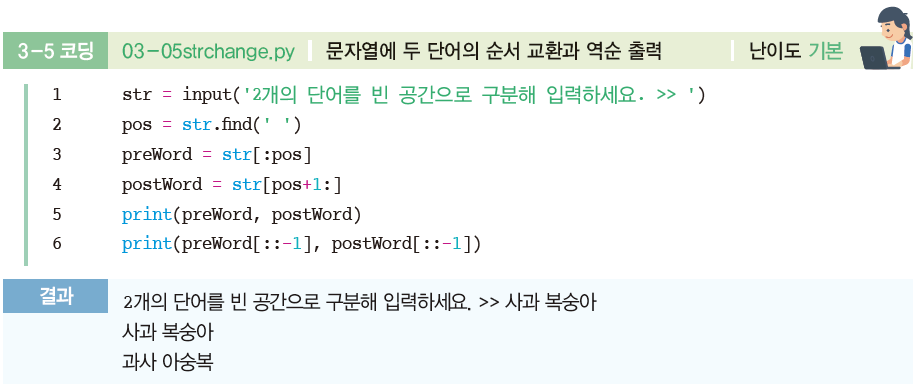 3-5 코딩 03-05strchange.py 문자열에 두 단어의 순서 교환과 역순 출력 난이도 기본
1 str = input('2개의 단어를 빈 공간으로 구분해 입력하세요. >> ')
2 pos = str.find(' ')
3 preWord = str[:pos]
4 postWord = str[pos+1:]
5 print(preWord, postWord)
6 print(preWord[::-1], postWord[::-1])
결과 2개의 단어를 빈 공간으로 구분해 입력하세요. >> 사과 복숭아
사과 복숭아
과사 아숭복